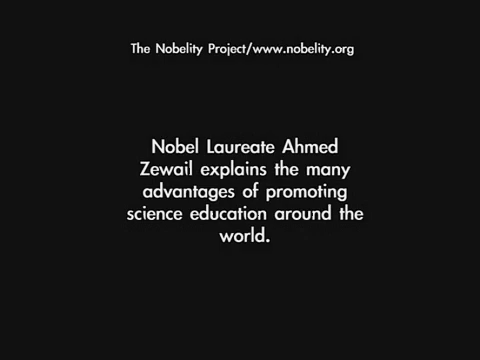 The Nobelity Project/www.nobelity.org
Nobel Laureate Ahmed
Zewail explains the many
advantages of promoting
science education around the
world.